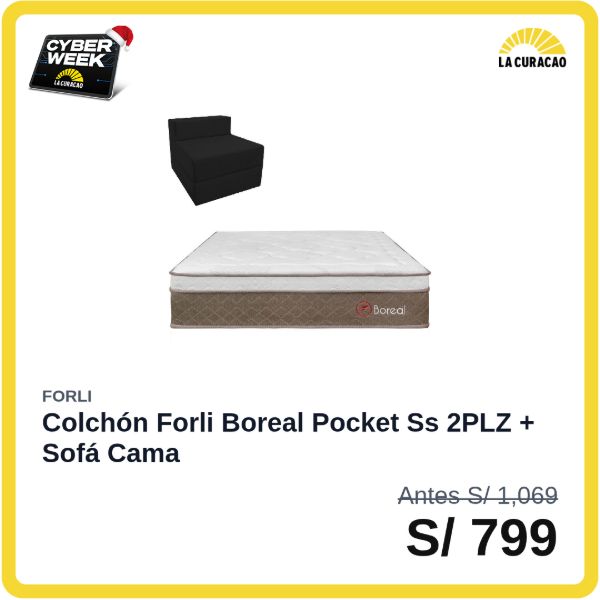 CYBER
WEEK
LA CURACAO
LA CURACAO
Boreal
FORLI
Colchón Forli Boreal Pocket Ss 2PLZ +
Sofá Cama
Antes S/ 1,069
S/ 799